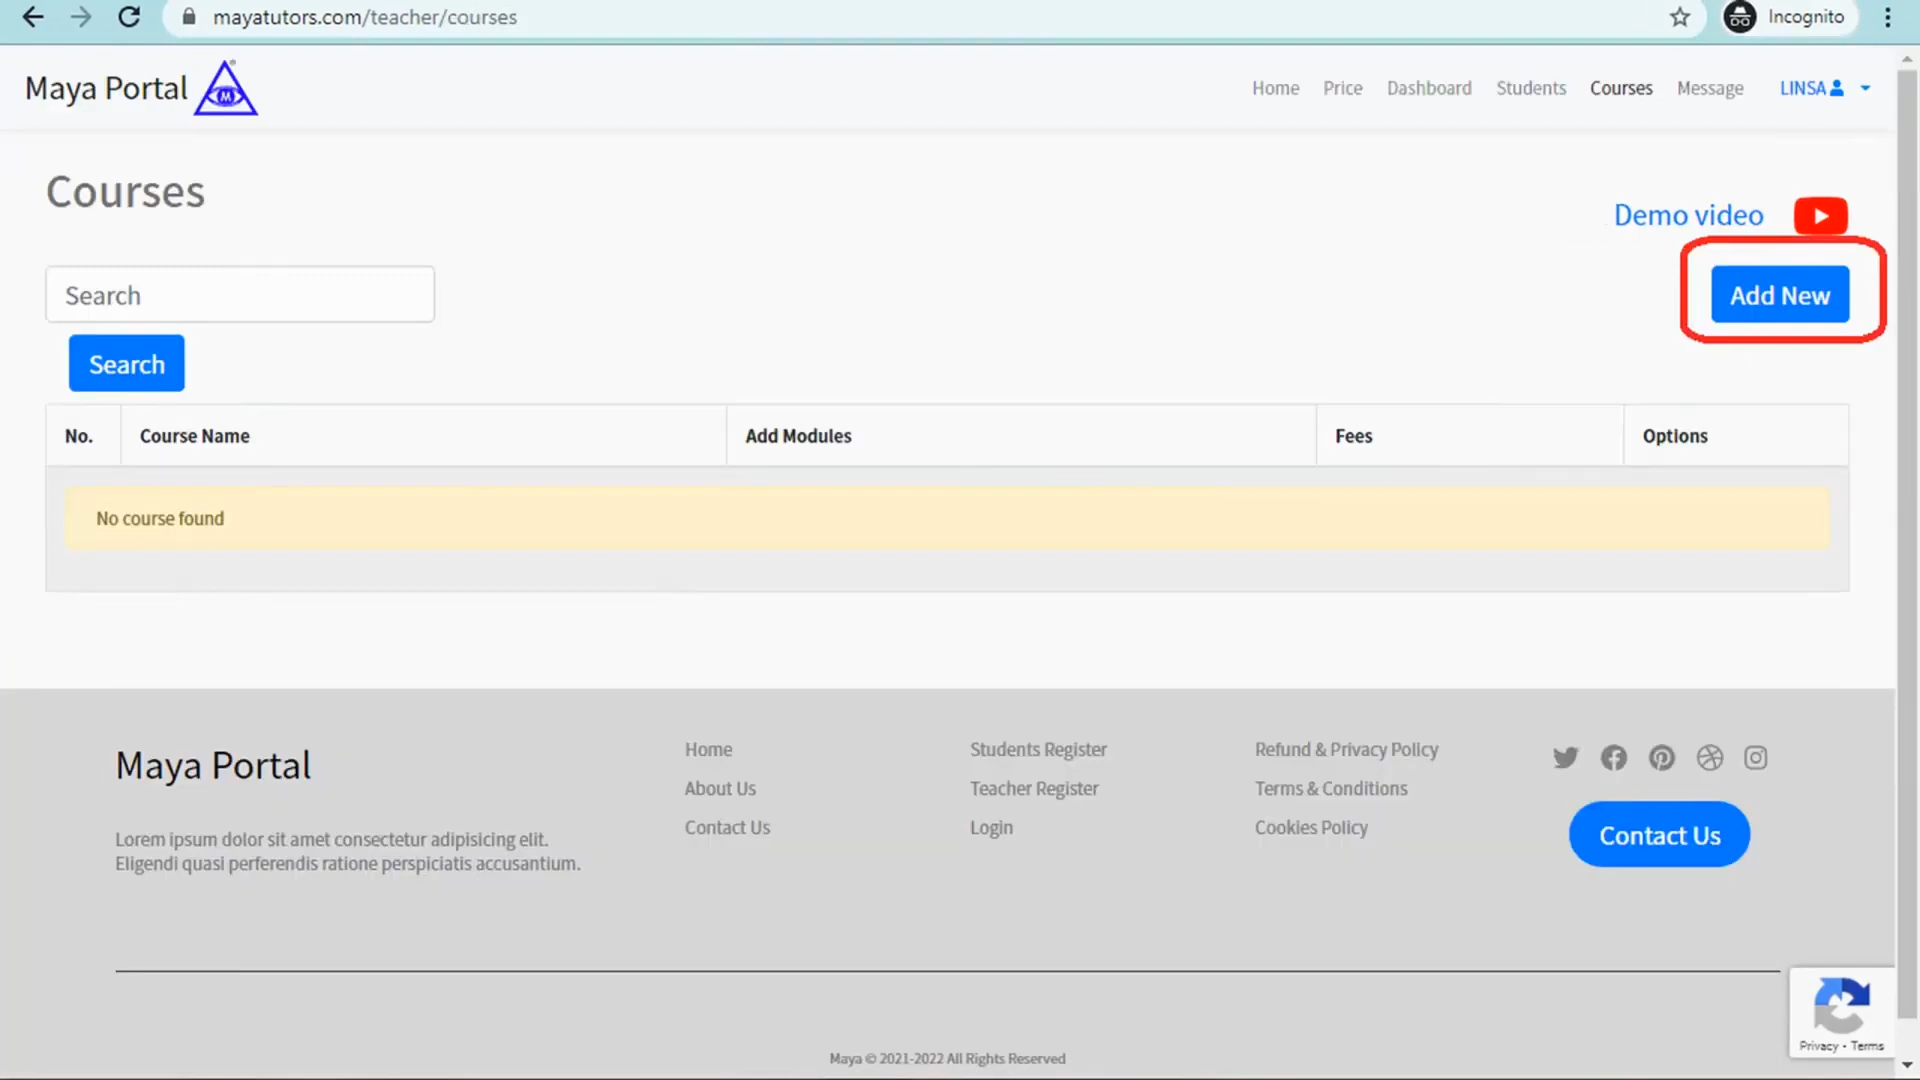 mayatutors.com/teacher/courses
Incognito
Maya Portal
M
Home
Price
Dashboard
Students
Courses
Message
LINSA
Courses
Demo video
Search
Add New
Search
No.
Course Name
Add Modules
Fees
Options
No course found
Maya Portal
Lorem ipsum dolor sit amet consectetur adipisicing elit.
Eligendi quasi perferendis ratione perspiciatis accusantium.
Home
About Us
Contact Us
Students Register
Teacher Register
Login
Refund & Privacy Policy
Terms & Conditions
Cookies Policy
Contact Us
Privacy - Terms
Maya © 2021-2022 All Rights Reserved